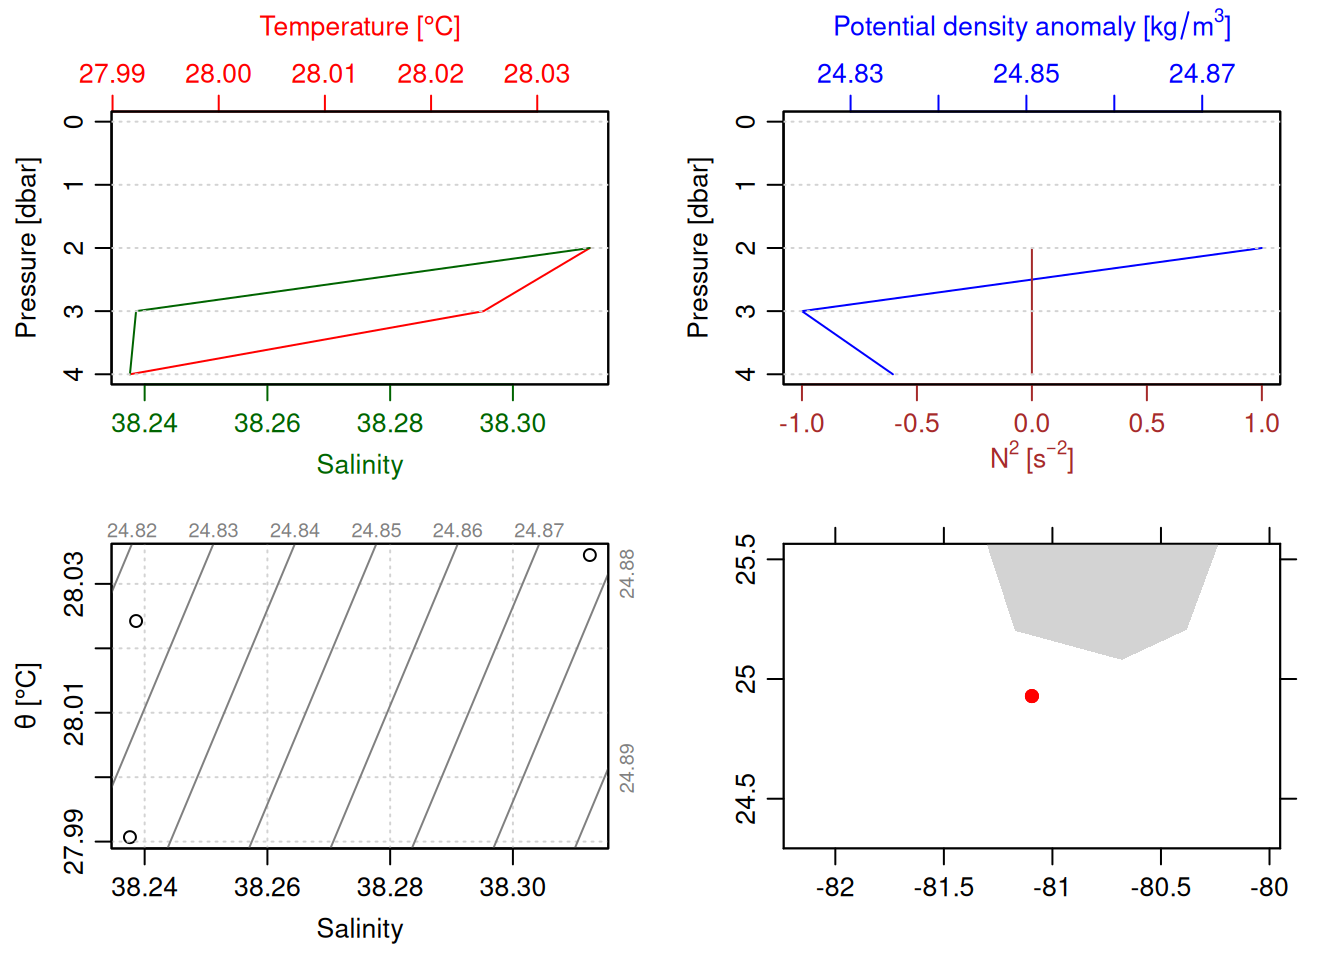 Temperature [°C]
27.99 28.00 28.01 28.02 28.03
0
1
2
3
4
Pressure [dbar]
38.24 38.26 38.28 38.30
Salinity
Potential density anomaly [kg/m³]
24.83 24.85 24.87
0
1
2
3
4
Pressure [dbar]
-1.0 -0.5 0.0 0.5 1.0
N² [s⁻²]
24.82 24.83 24.84 24.85 24.86 24.87
24.88
24.89
28.03
28.01
27.99
θ [°C]
38.24 38.26 38.28 38.30
Salinity
25.5
25
24.5
-82 -81.5 -81 -80.5 -80